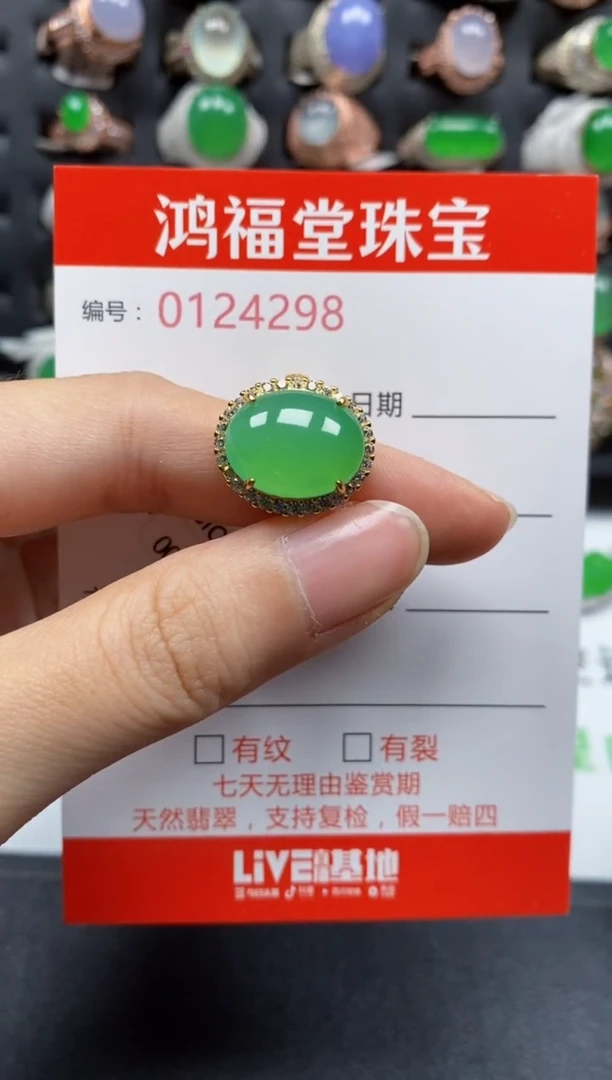 鸿福堂珠宝
编号： 0124298
日期
有纹 有裂
七天无理由鉴赏期
天然翡翠，支持复检，假一赔四
LIVE直播基地